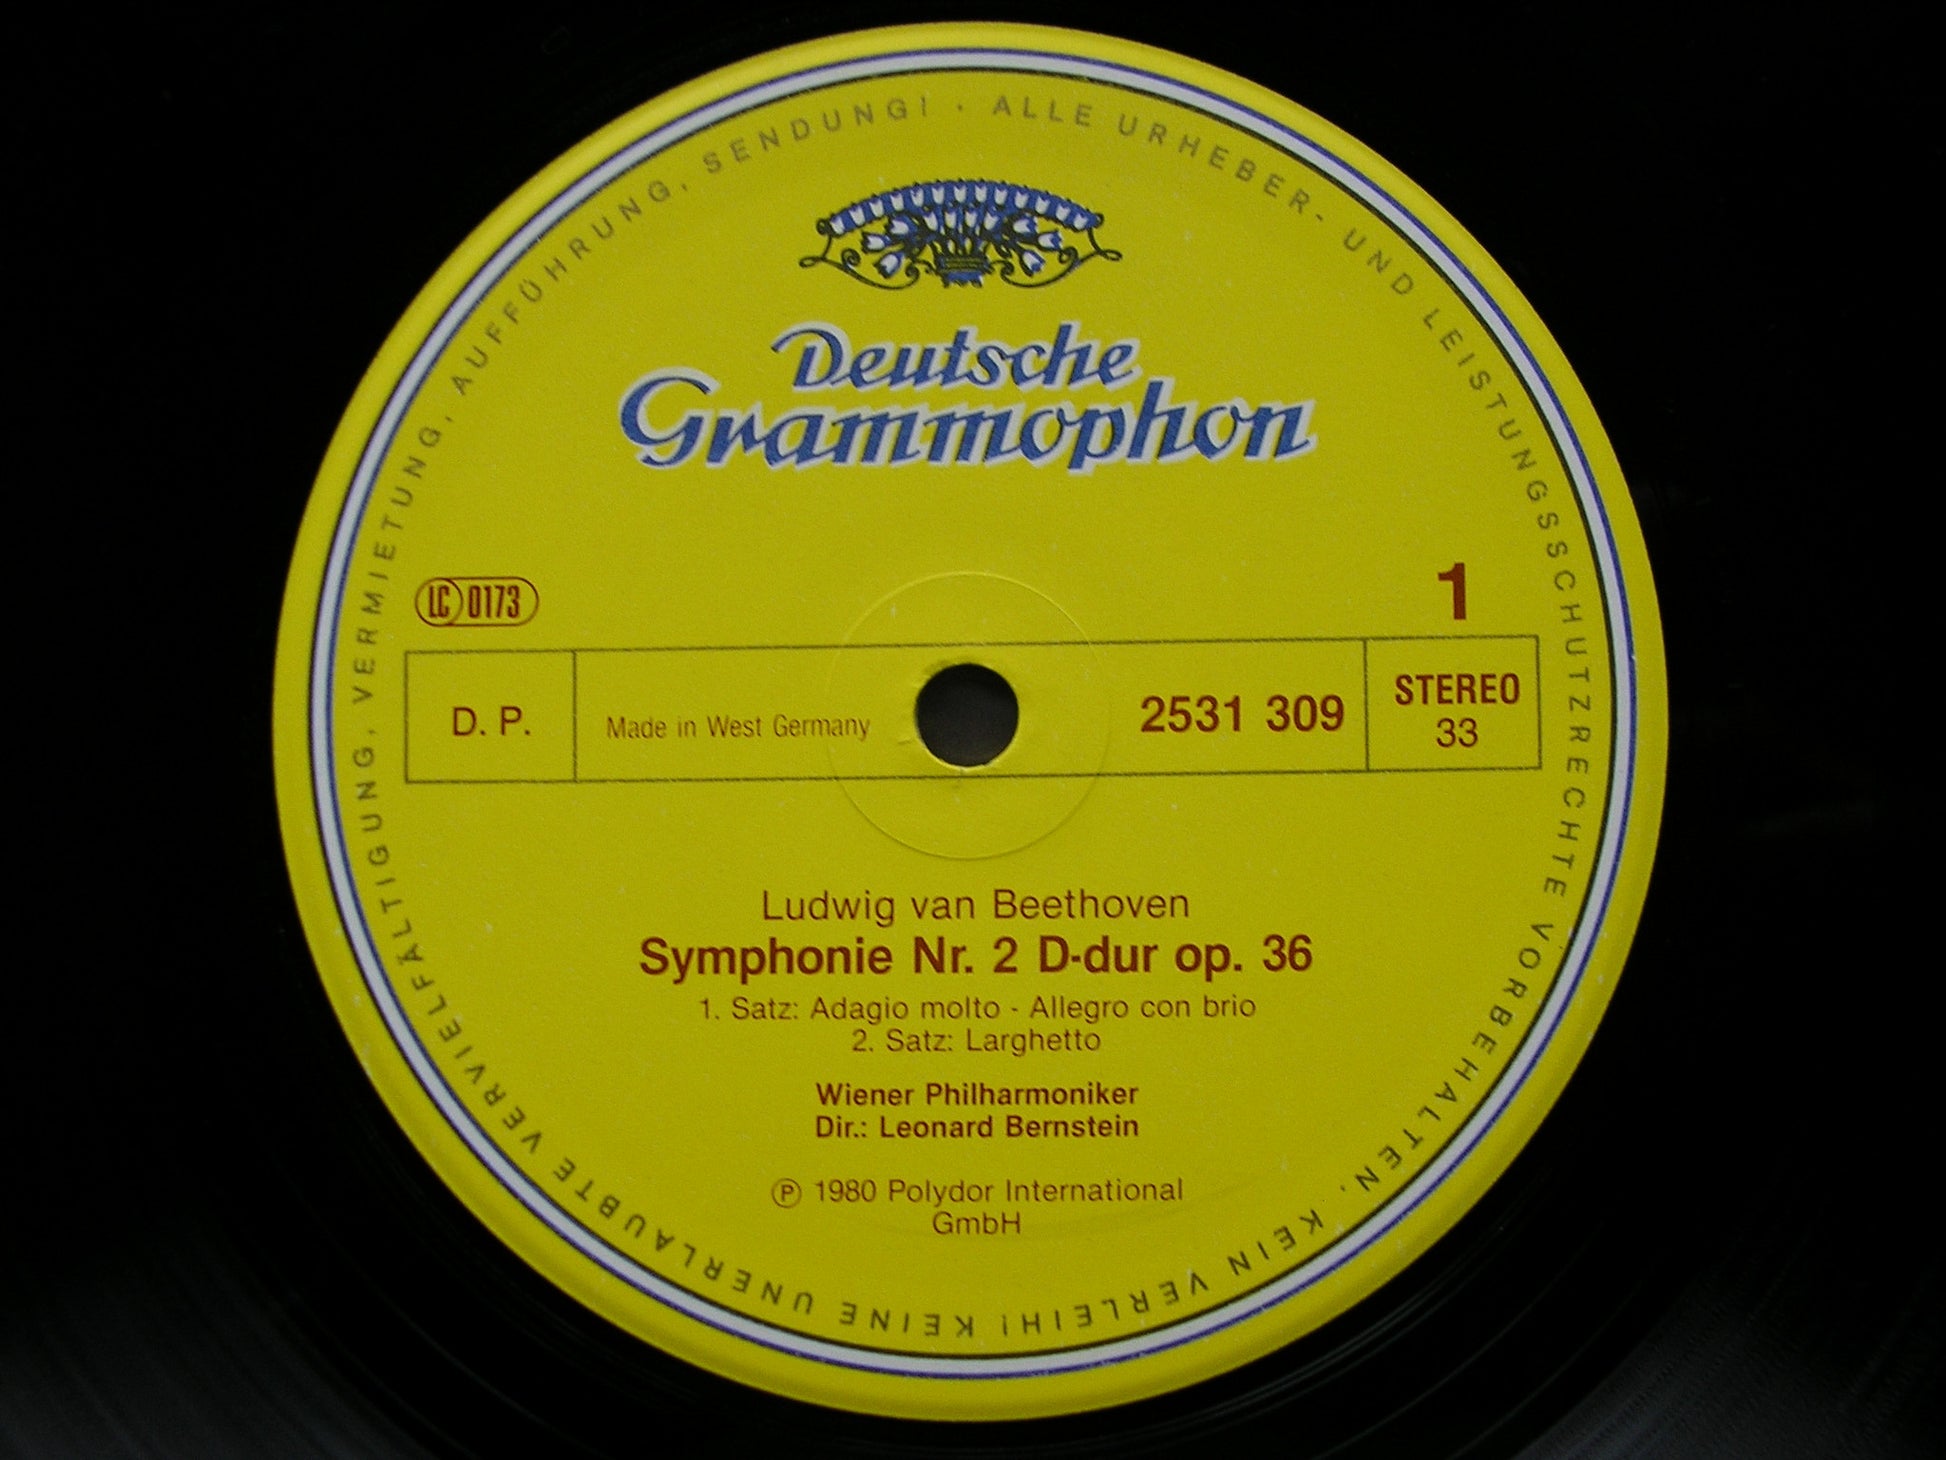 ALLE URHEBER- UND LEISTUNGSSCHUTZRECHTE VORBEHALTEN. KEIN VERLEIH! KEINE UNERLAUBTE VERVIELFÄLTIGUNG, VERMIETUNG, AUFFÜHRUNG, SENDUNG! ·
Deutsche
Grammophon
LC 0173
1
D. P.
Made in West Germany
2531 309
STEREO
33
Ludwig van Beethoven
Symphonie Nr. 2 D-dur op. 36
1. Satz: Adagio molto - Allegro con brio
2. Satz: Larghetto
Wiener Philharmoniker
Dir.: Leonard Bernstein
Ⓟ 1980 Polydor International
GmbH